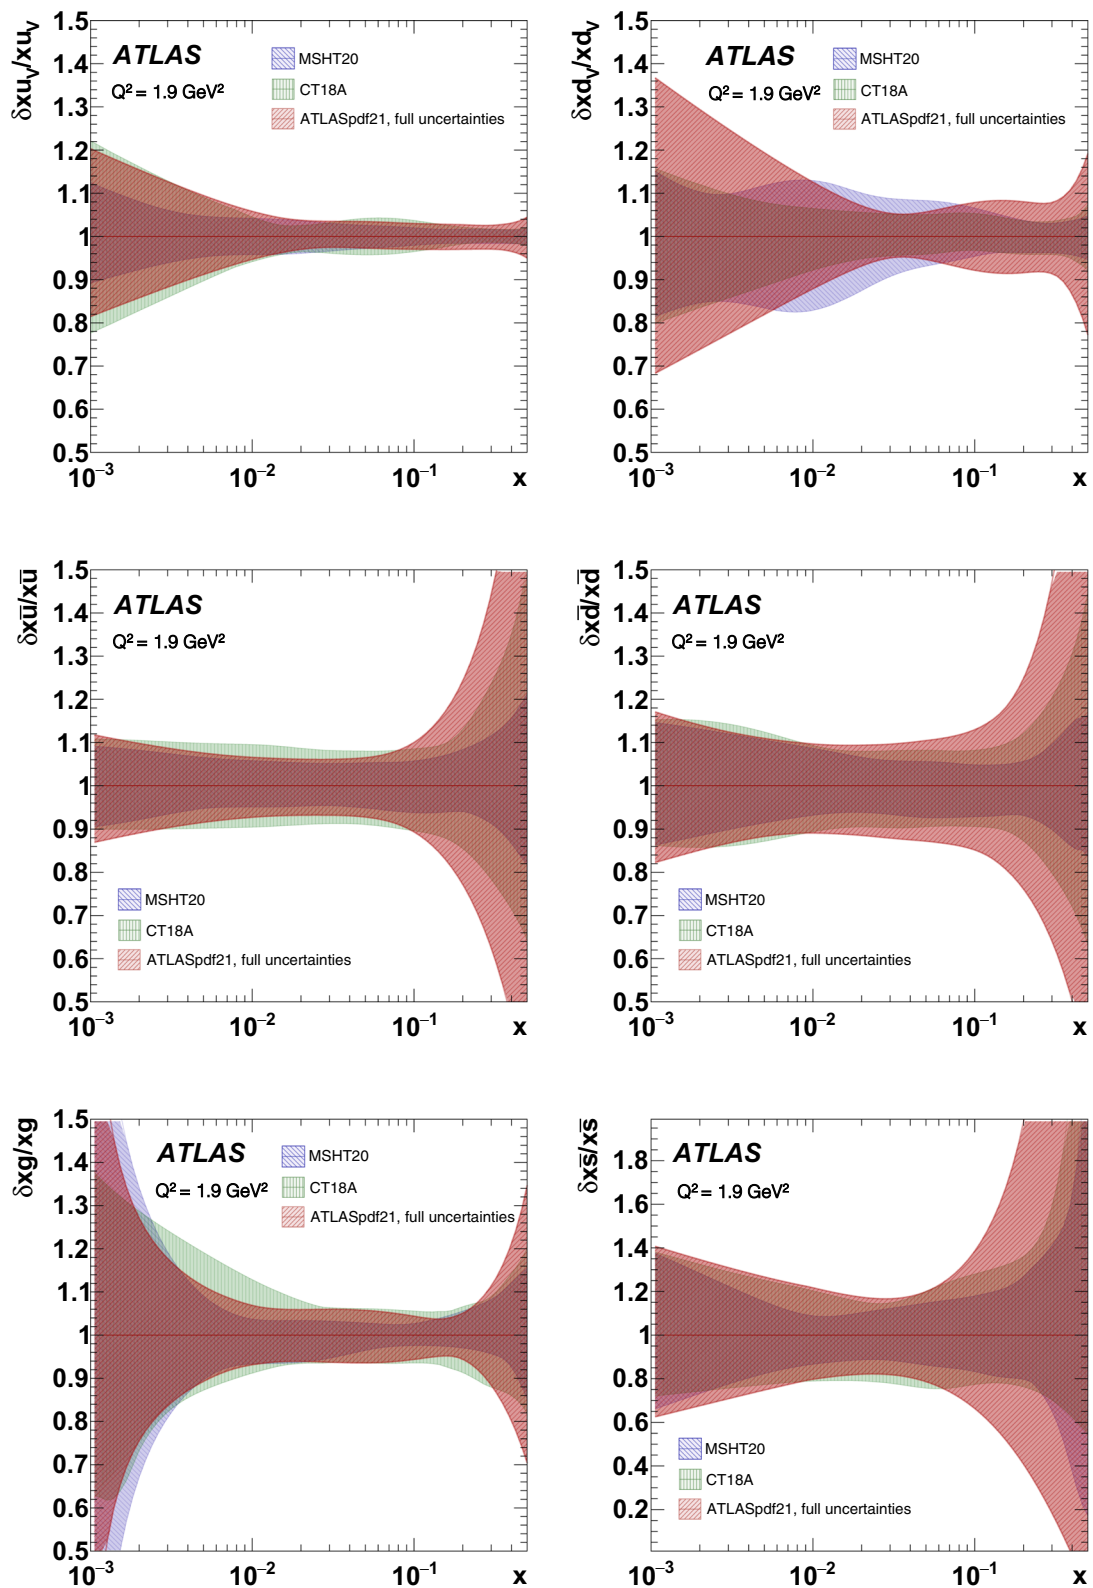 δxu_V/xu_V
1.5
1.4
1.3
1.2
1.1
1
0.9
0.8
0.7
0.6
0.5
ATLAS
Q² = 1.9 GeV²
MSHT20
CT18A
ATLASpdf21, full uncertainties
10⁻³
10⁻²
10⁻¹
x
δxd_V/xd_V
1.5
1.4
1.3
1.2
1.1
1
0.9
0.8
0.7
0.6
0.5
ATLAS
Q² = 1.9 GeV²
MSHT20
CT18A
ATLASpdf21, full uncertainties
10⁻³
10⁻²
10⁻¹
x
δxu̅/xu̅
1.5
1.4
1.3
1.2
1.1
1
0.9
0.8
0.7
0.6
0.5
ATLAS
Q² = 1.9 GeV²
MSHT20
CT18A
ATLASpdf21, full uncertainties
10⁻³
10⁻²
10⁻¹
x
δxd̅/xd̅
1.5
1.4
1.3
1.2
1.1
1
0.9
0.8
0.7
0.6
0.5
ATLAS
Q² = 1.9 GeV²
MSHT20
CT18A
ATLASpdf21, full uncertainties
10⁻³
10⁻²
10⁻¹
x
δxg/xg
1.5
1.4
1.3
1.2
1.1
1
0.9
0.8
0.7
0.6
0.5
ATLAS
Q² = 1.9 GeV²
MSHT20
CT18A
ATLASpdf21, full uncertainties
10⁻³
10⁻²
10⁻¹
x
δxs̅/xs̅
1.8
1.6
1.4
1.2
1
0.8
0.6
0.4
0.2
ATLAS
Q² = 1.9 GeV²
MSHT20
CT18A
ATLASpdf21, full uncertainties
10⁻³
10⁻²
10⁻¹
x